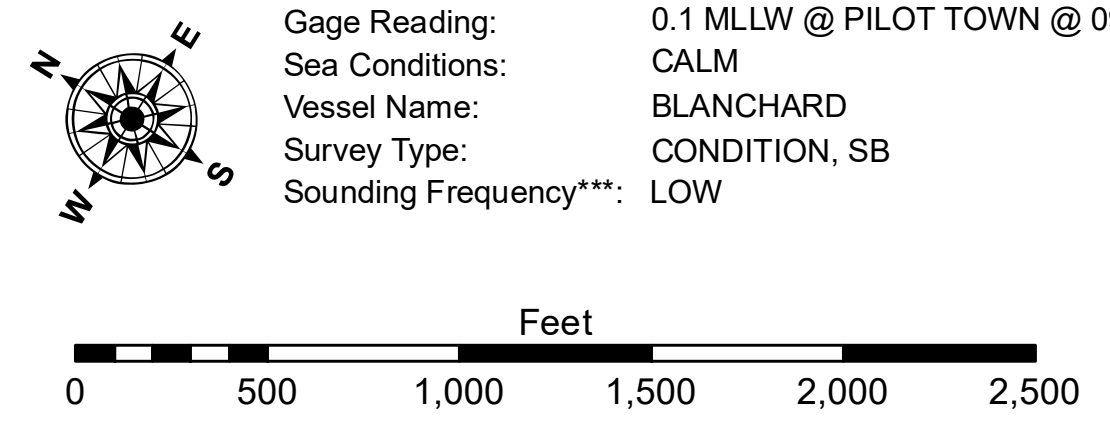 N
E
S
W
Gage Reading: 0.1 MLLW @ PILOT TOWN @
Sea Conditions: CALM
Vessel Name: BLANCHARD
Survey Type: CONDITION, SB
Sounding Frequency***: LOW
Feet
0 500 1,000 1,500 2,000 2,500